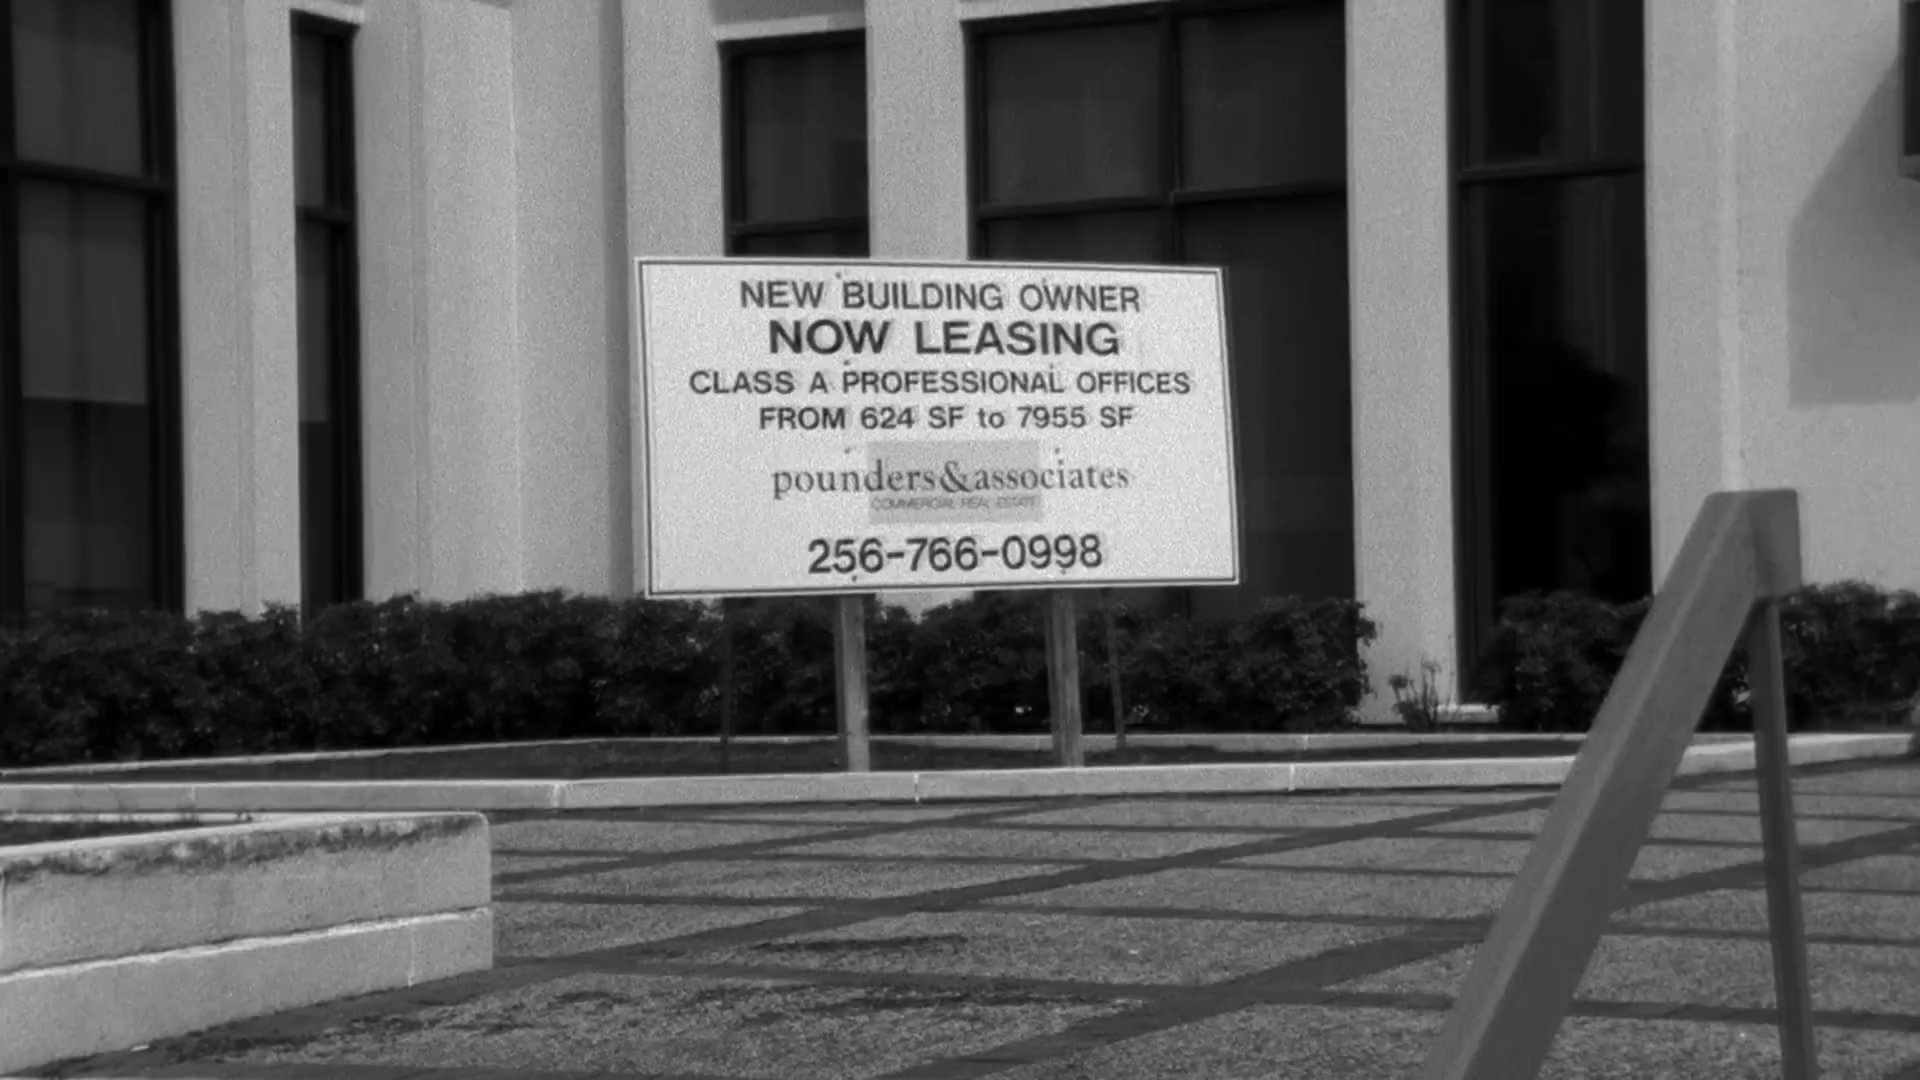 NEW BUILDING OWNER
NOW LEASING
CLASS A PROFESSIONAL OFFICES
FROM 624 SF to 7955 SF
pounders&associates
COMMERCIAL REAL ESTATE
256-766-0998